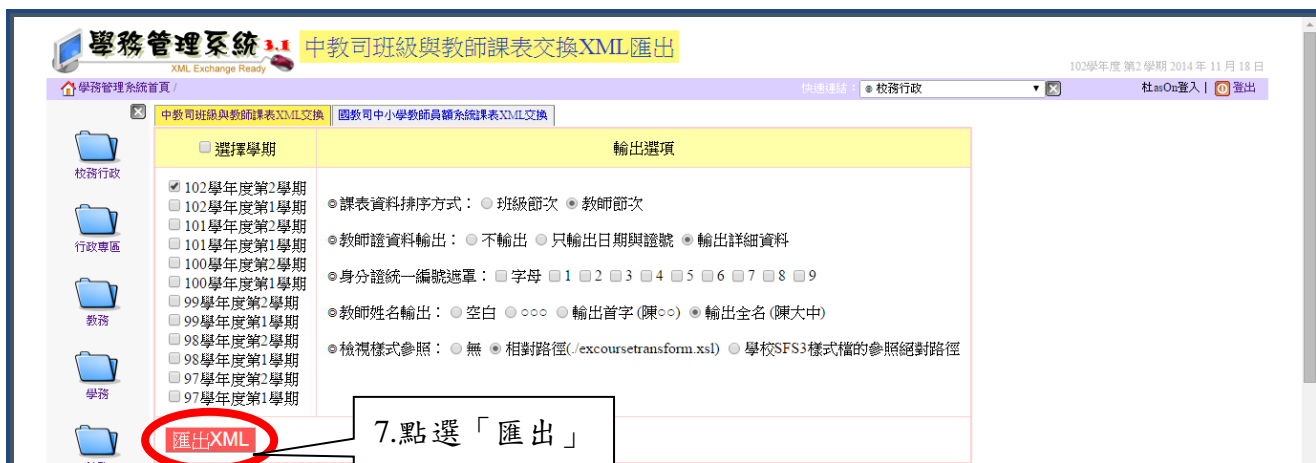 學務管理系統 3.1 中教司班級與教師課表交換XML匯出
XML Exchange Ready
102學年度 第2學期 2014 年 11 月 18 日
學務管理系統首頁 /
快速連結： 校務行政
杜asOn登入 | 登出
中教司班級與教師課表XML交換 國教司中小學教師員額系統課表XML交換
選擇學期
輸出選項
校務行政
行政專區
教務
學務
102學年度第2學期
102學年度第1學期
101學年度第2學期
101學年度第1學期
100學年度第2學期
100學年度第1學期
99學年度第2學期
99學年度第1學期
98學年度第2學期
98學年度第1學期
97學年度第2學期
97學年度第1學期
◎課表資料排序方式： 班級節次 教師節次
◎教師證資料輸出： 不輸出 只輸出日期與證號 輸出詳細資料
◎身分證統一編號遮罩： 字母 1 2 3 4 5 6 7 8 9
◎教師姓名輸出： 空白 ○○○ 輸出首字 (陳○○) 輸出全名 (陳大中)
◎檢視樣式參照： 無 相對路徑(./excoursetransform.xsl) 學校SFS3樣式檔的參照絕對路徑
匯出XML
7.點選「匯出」